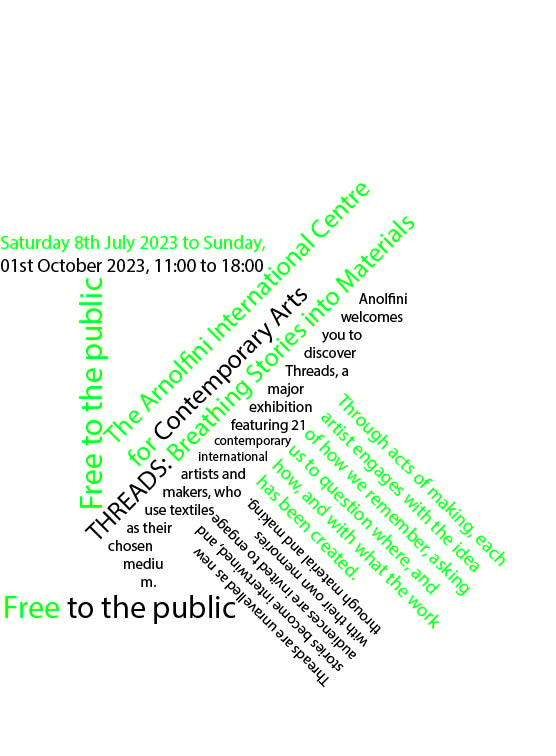 Saturday 8th July 2023 to Sunday,
01st October 2023, 11:00 to 18:00
Free to the public
The Arnolfini International Centre
for Contemporary Arts
THREADS: Breathing Stories into Materials
Anolfini
welcomes
you to
discover
Threads, a
major
exhibition
featuring 21
contemporary
international
artists and
makers, who
use textiles
as their
chosen
mediu
m.
Through acts of making, each
artist engages with the idea
of how we remember, asking
us to question where, and
how, and with what the work
has been created.
Threads are unravelled as new
stories become intertwined, and
audiences are invited to engage
with their own memories
through material and making
Free to the public